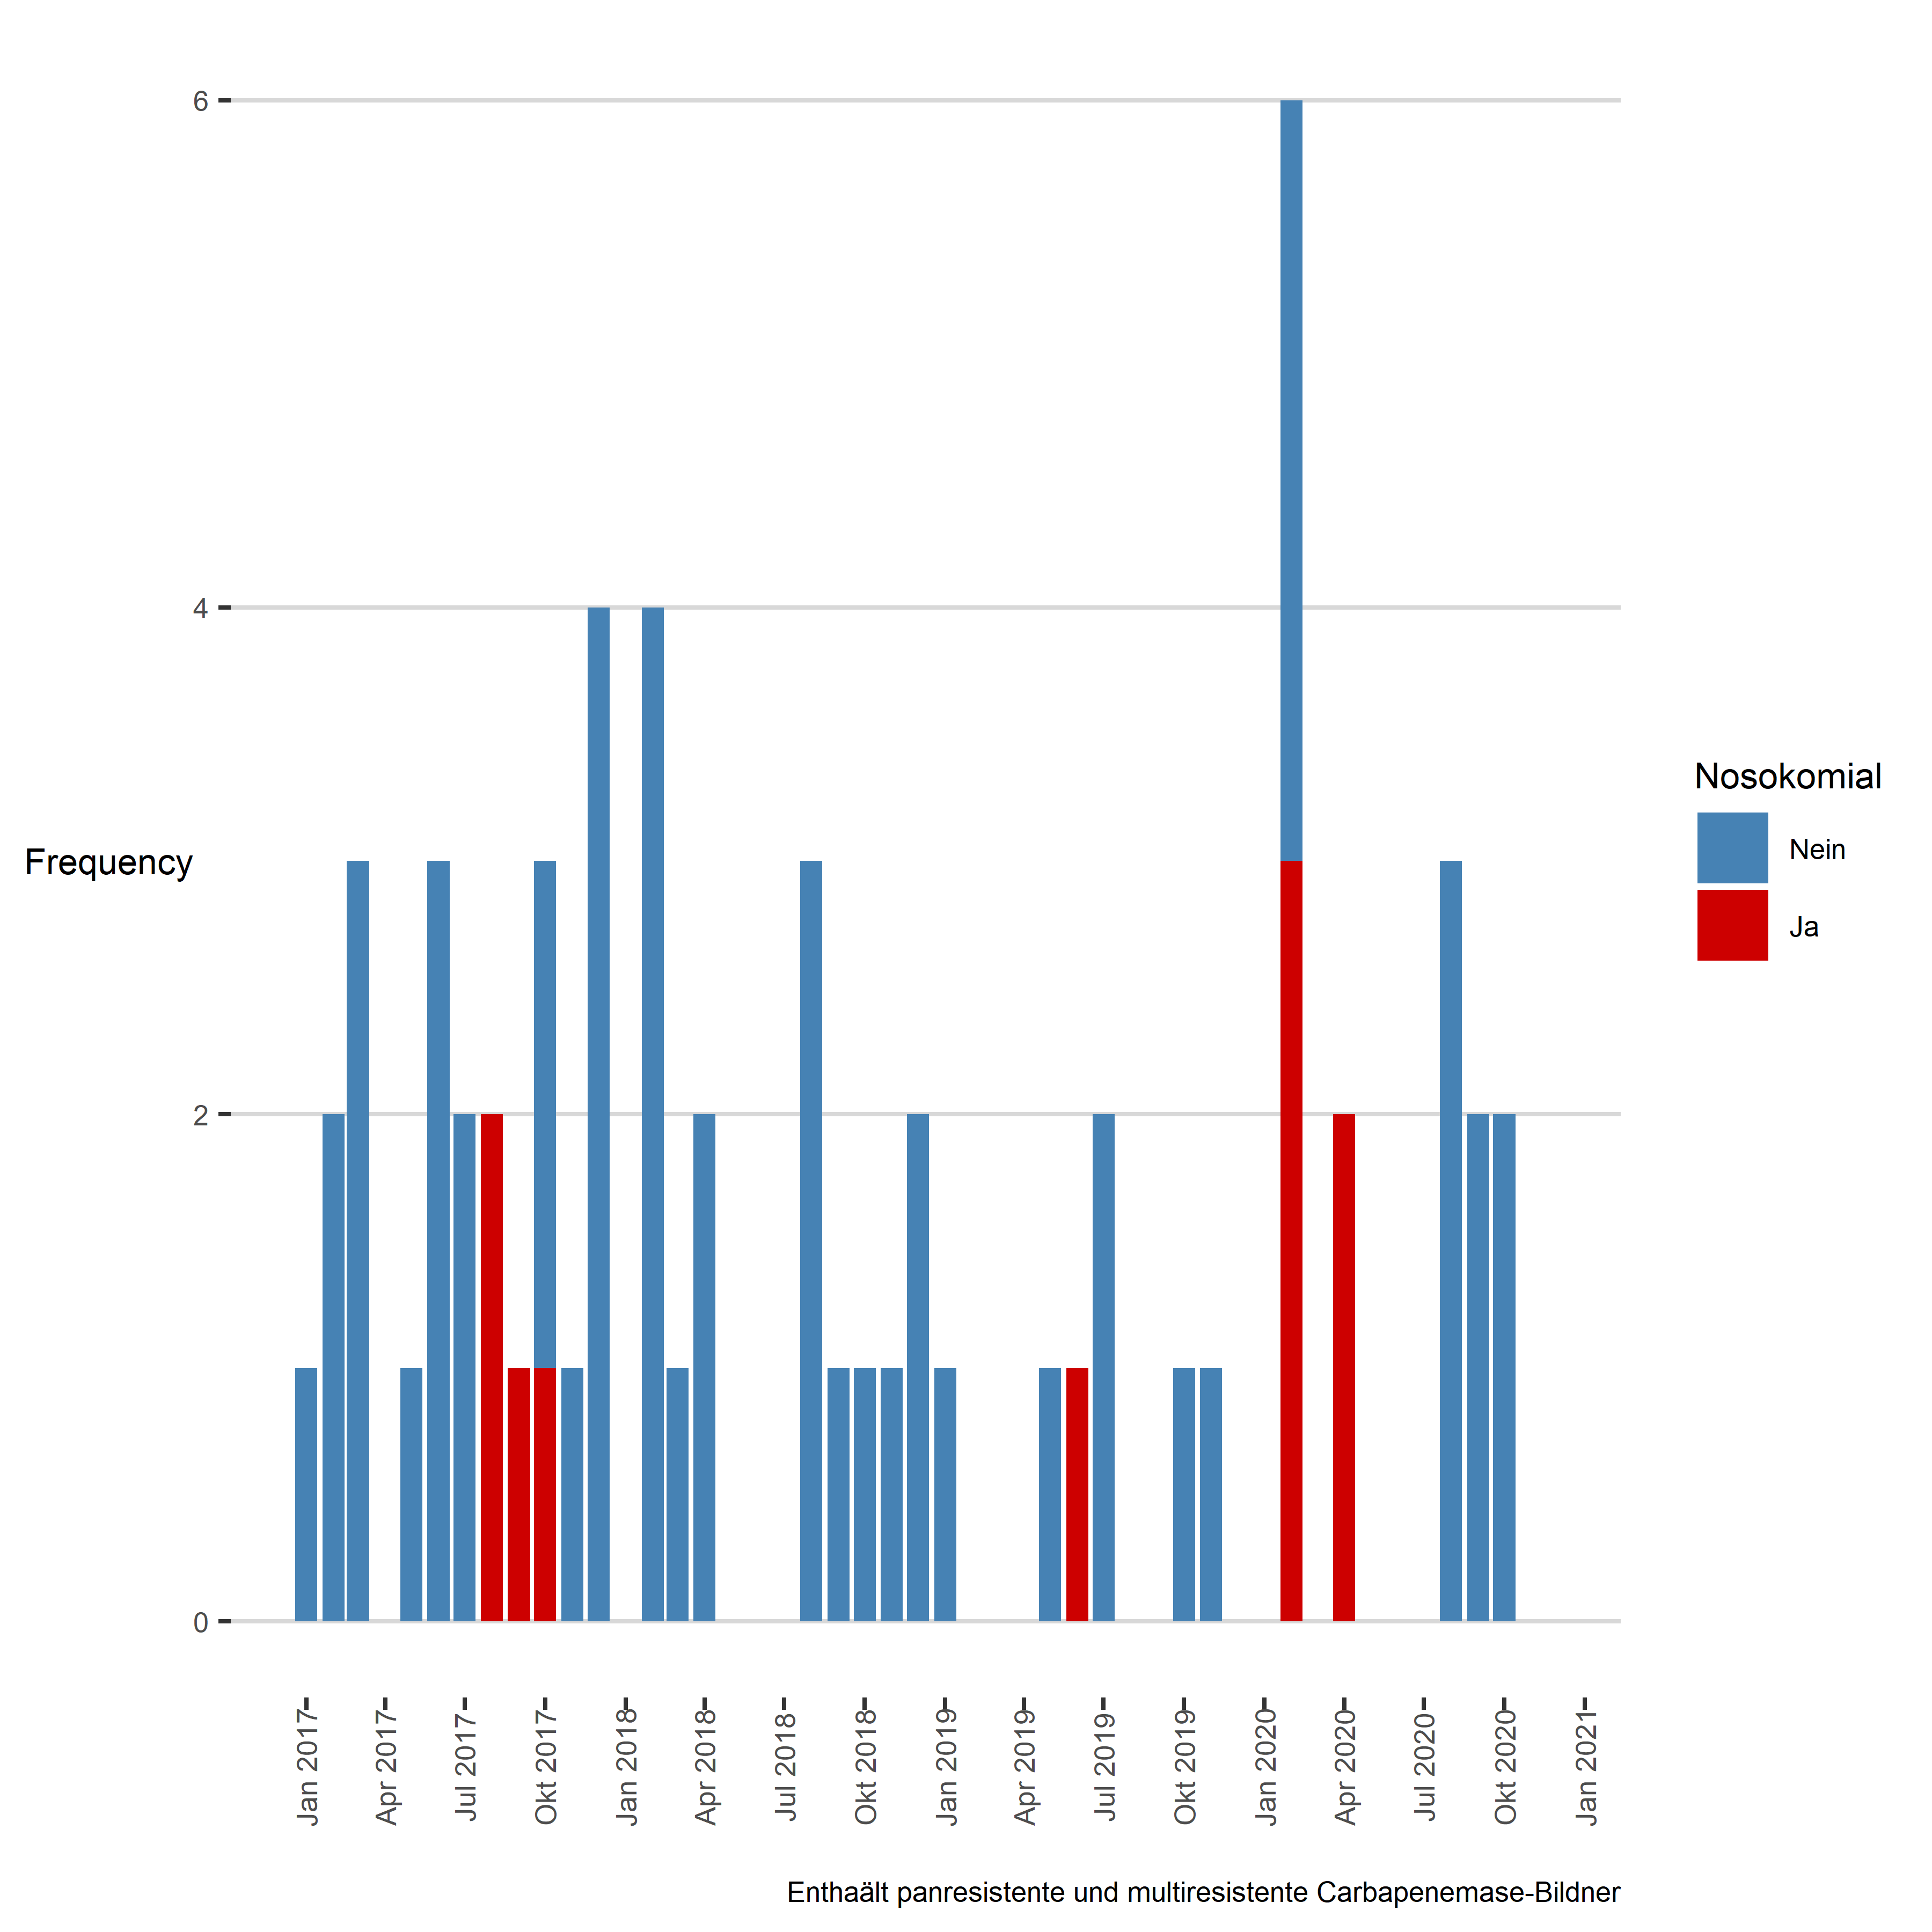 6
4
2
0
Frequency
Jan 2017
Apr 2017
Jul 2017
Okt 2017
Jan 2018
Apr 2018
Jul 2018
Okt 2018
Jan 2019
Apr 2019
Jul 2019
Okt 2019
Jan 2020
Apr 2020
Jul 2020
Okt 2020
Jan 2021
Nosokomial
Nein
Ja
Enthaält panresistente und multiresistente Carbapenemase-Bildner